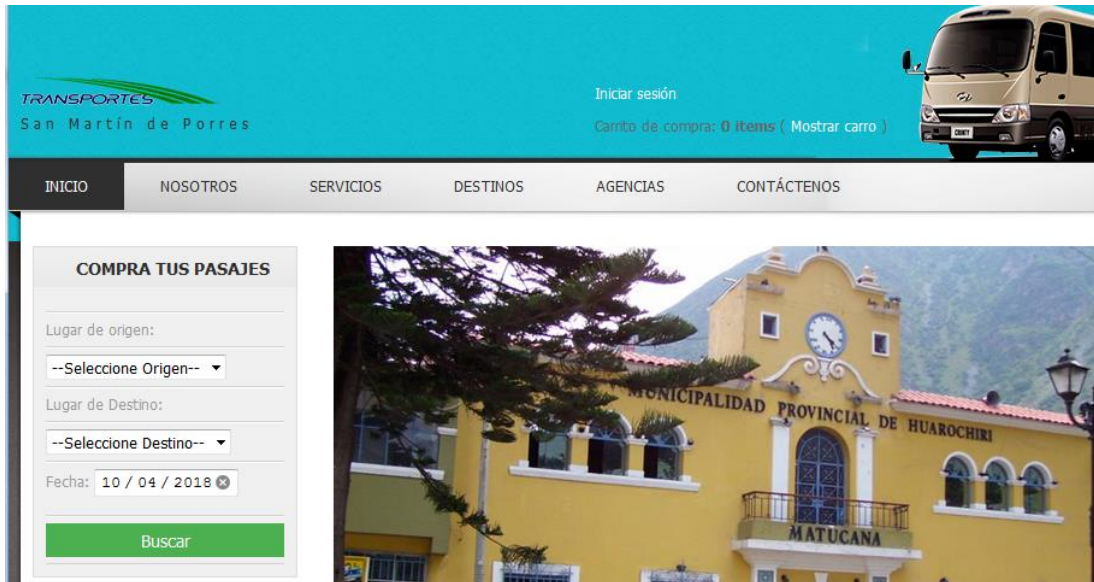 TRANSPORTES
San Martín de Porres
Iniciar sesión
Carrito de compra: 0 items ( Mostrar carro )
COUNTY
INICIO NOSOTROS SERVICIOS DESTINOS AGENCIAS CONTÁCTENOS
COMPRA TUS PASAJES
Lugar de origen:
--Seleccione Origen--
Lugar de Destino:
--Seleccione Destino--
Fecha: 10 / 04 / 2018
Buscar
MUNICIPALIDAD PROVINCIAL DE HUAROCHIRI
MATUCANA